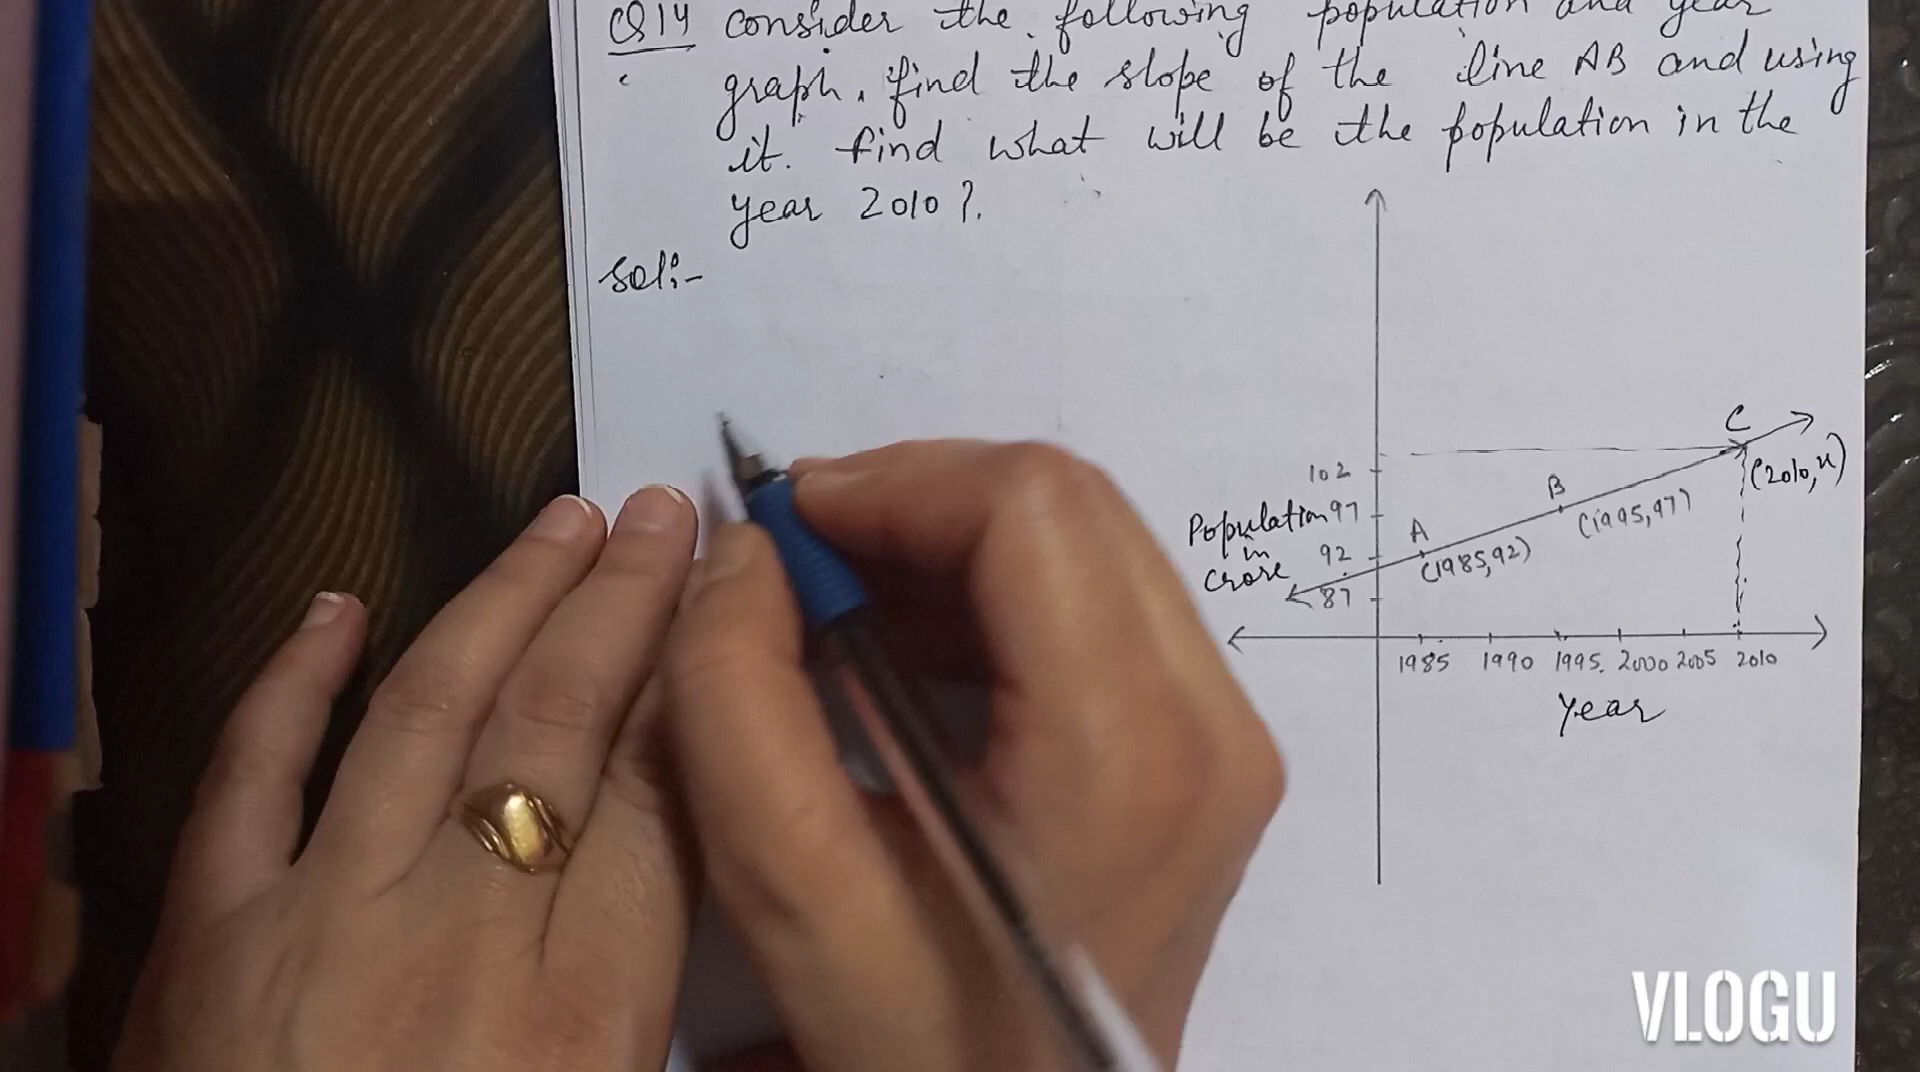 Q14 consider the following population and year
graph, find the slope of the line AB and using
it. find what will be the population in the
year 2010 ?.
Sol:-
C
102
(2010, x)
B
Population 97
(1995, 97)
A
in
92
(1985, 92)
crore
87
1985 1990 1995. 2000 2005 2010
Year
VLOGU